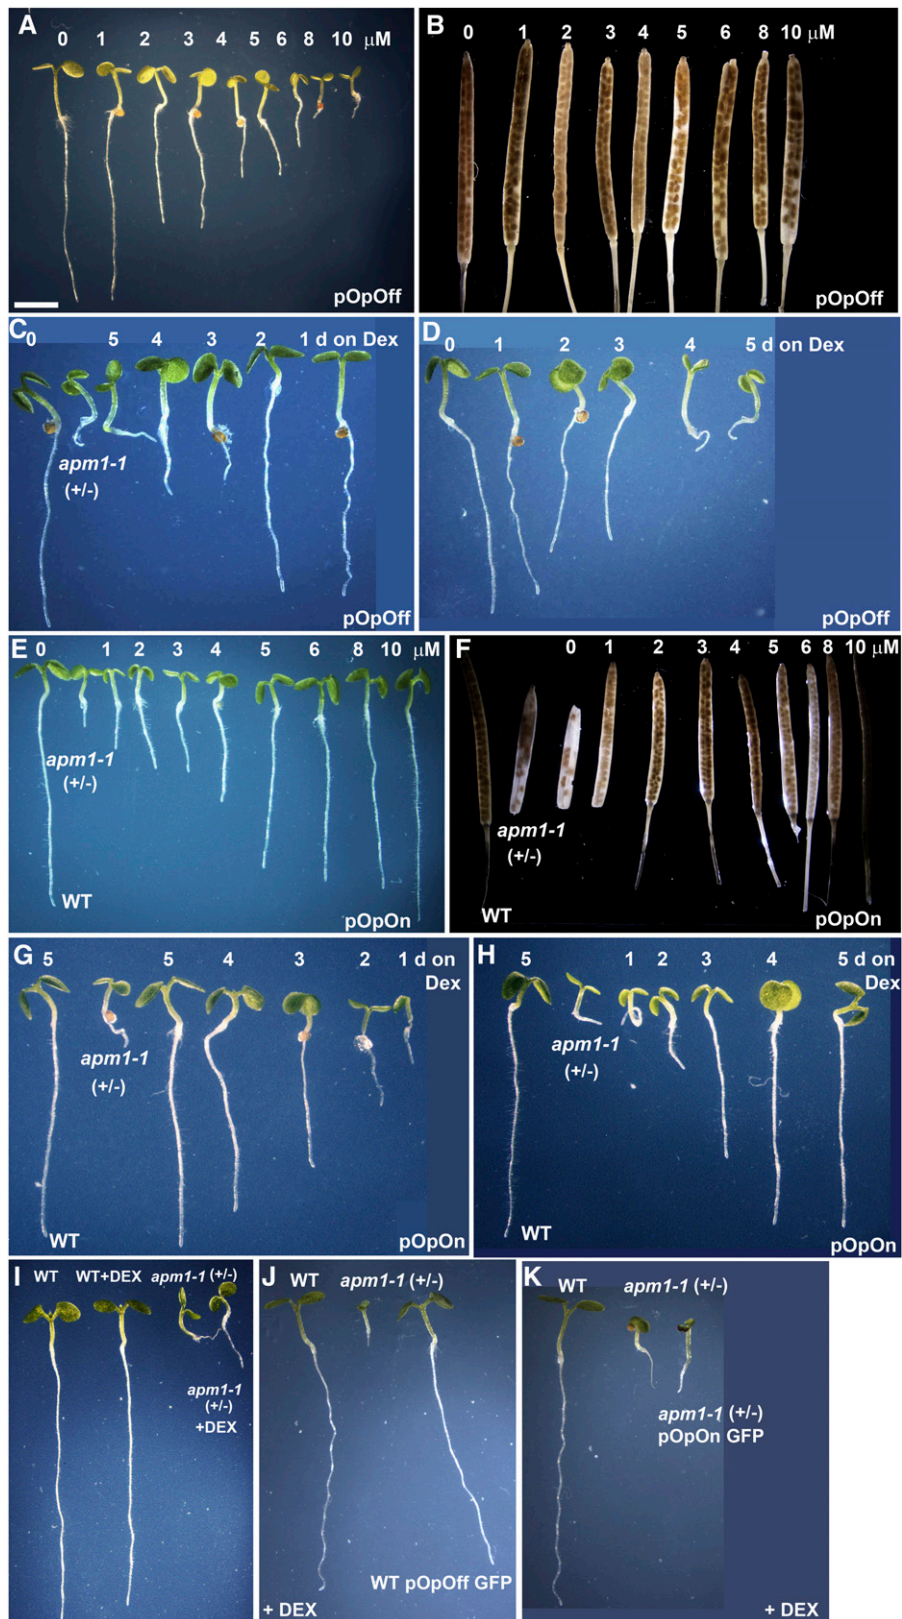 A
0 1 2 3 4 5 6 8 10 μM
pOpOff
B
0 1 2 3 4 5 6 8 10 μM
pOpOff
C
0 5 4 3 2 1 d on Dex
apm1-1
(+/-)
pOpOff
D
0 1 2 3 4 5 d on Dex
pOpOff
E
0 1 2 3 4 5 6 8 10 μM
apm1-1
(+/-)
WT
pOpOn
F
0 1 2 3 4 5 6 8 10 μM
apm1-1
(+/-)
WT
pOpOn
G
5 5 4 3 2 1 d on
Dex
apm1-1
(+/-)
WT
pOpOn
H
5 1 2 3 4 5 d on
Dex
apm1-1
(+/-)
WT
pOpOn
I
WT WT+DEX apm1-1 (+/-)
apm1-1
(+/-)
+DEX
J
WT apm1-1 (+/-)
WT pOpOff GFP
+ DEX
K
WT apm1-1 (+/-)
apm1-1 (+/-)
pOpOn GFP
+ DEX